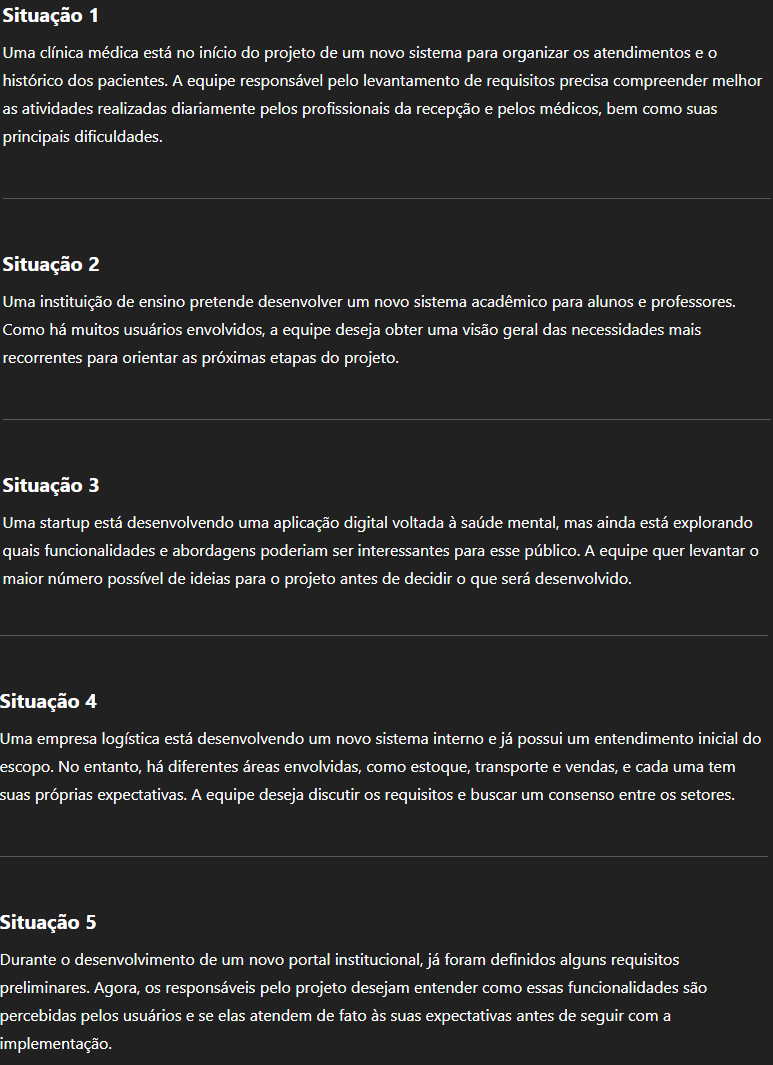 Situação 1
Uma clínica médica está no início do projeto de um novo sistema para organizar os atendimentos e o
histórico dos pacientes. A equipe responsável pelo levantamento de requisitos precisa compreender melhor
as atividades realizadas diariamente pelos profissionais da recepção e pelos médicos, bem como suas
principais dificuldades.
Situação 2
Uma instituição de ensino pretende desenvolver um novo sistema acadêmico para alunos e professores.
Como há muitos usuários envolvidos, a equipe deseja obter uma visão geral das necessidades mais
recorrentes para orientar as próximas etapas do projeto.
Situação 3
Uma startup está desenvolvendo uma aplicação digital voltada à saúde mental, mas ainda está explorando
quais funcionalidades e abordagens poderiam ser interessantes para esse público. A equipe quer levantar o
maior número possível de ideias para o projeto antes de decidir o que será desenvolvido.
Situação 4
Uma empresa logística está desenvolvendo um novo sistema interno e já possui um entendimento inicial do
escopo. No entanto, há diferentes áreas envolvidas, como estoque, transporte e vendas, e cada uma tem
suas próprias expectativas. A equipe deseja discutir os requisitos e buscar um consenso entre os setores.
Situação 5
Durante o desenvolvimento de um novo portal institucional, já foram definidos alguns requisitos
preliminares. Agora, os responsáveis pelo projeto desejam entender como essas funcionalidades são
percebidas pelos usuários e se elas atendem de fato às suas expectativas antes de seguir com a
implementação.